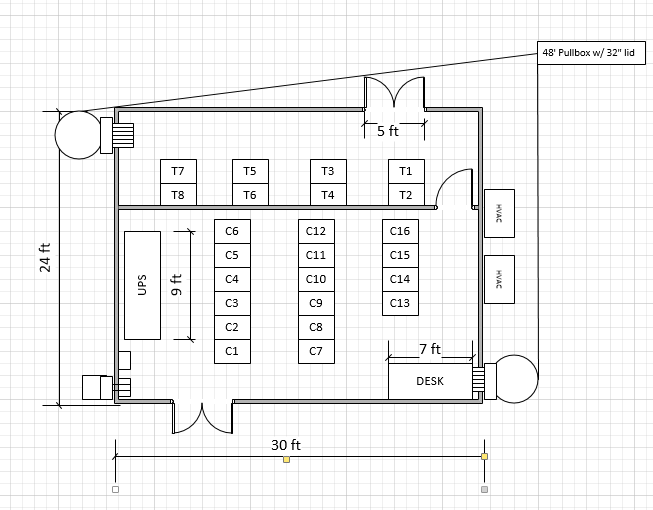 48' Pullbox w/ 32" lid
5 ft
T7 T5 T3 T1
T8 T6 T4 T2
HVAC
24 ft
UPS
9 ft
C6 C12 C16
C5 C11 C15
C4 C10 C14
C3 C9 C13
C2 C8
C1 C7
HVAC
7 ft
DESK
30 ft